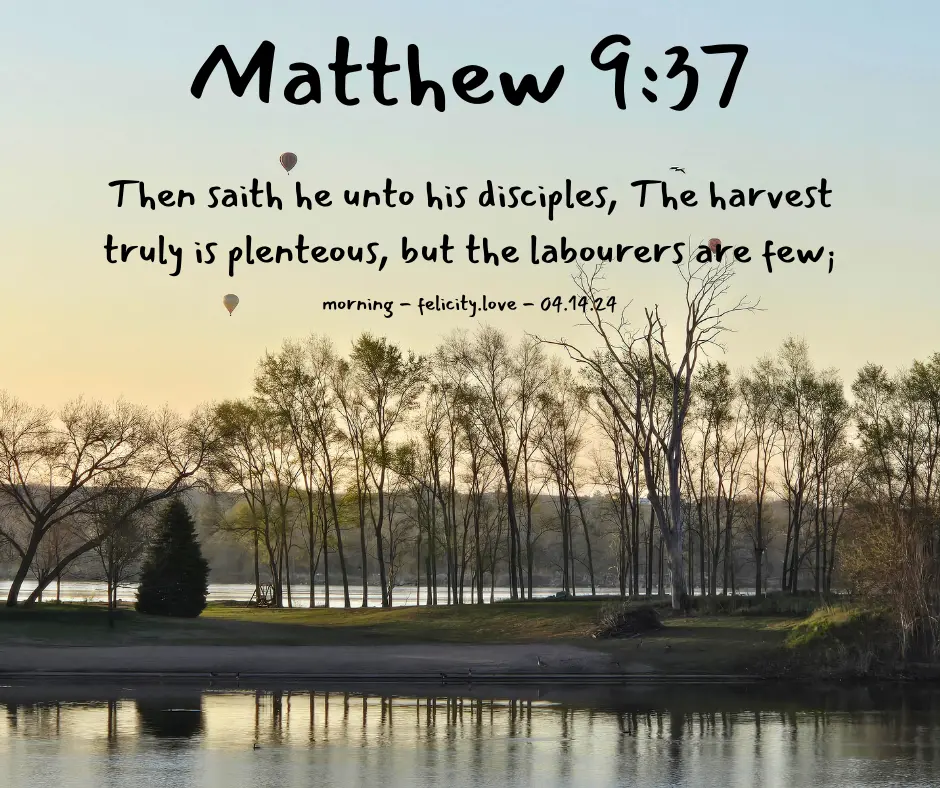 Matthew 9:37
Then saith he unto his disciples, The harvest
truly is plenteous, but the labourers are few;
morning - felicity.love - 04.14.24